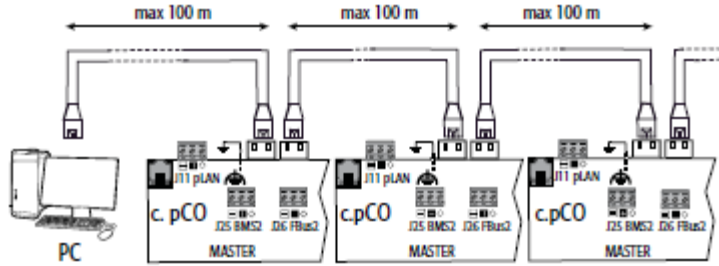 max 100 m
max 100 m
max 100 m
J11 pLAN
J11 pLAN
J11 pLAN
c. pCO
c.pCO
c.pCO
J25 BMS2
J26 FBus2
J25 BMS2
J26 FBus2
J25 BMS2
J26 FBus2
PC
MASTER
MASTER
MASTER